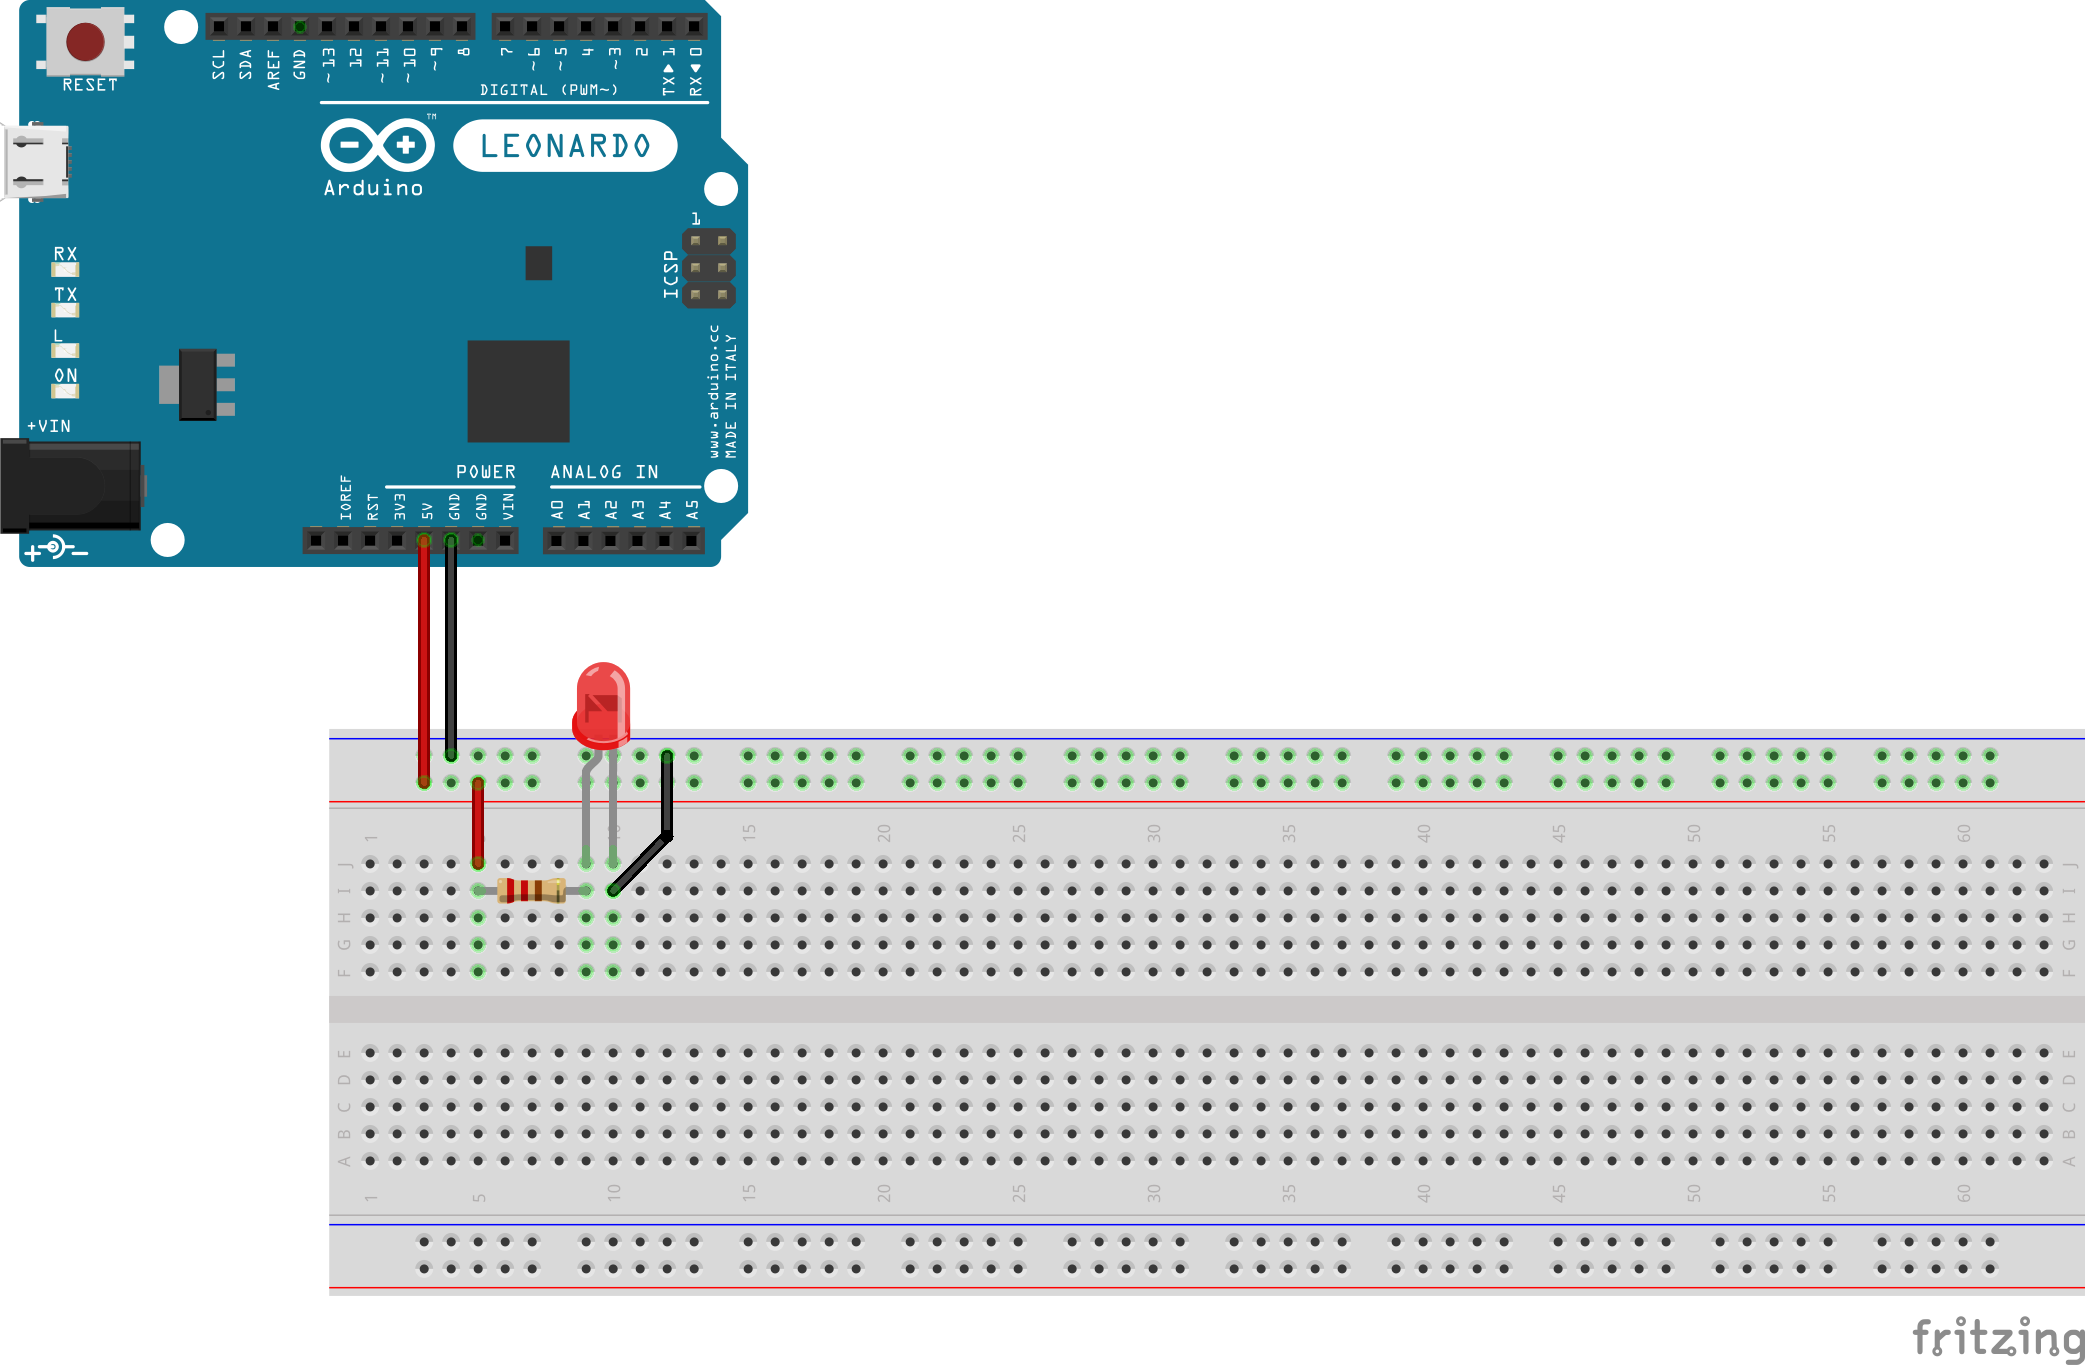 SCL SDA AREF GND ~13 12 ~11 ~10 ~9 8 7 ~6 ~5 4 ~3 2 TX▶1 RX◀0
RESET
DIGITAL (PWM~)
TM
LEONARDO
Arduino
1
ICSP
RX
TX
L
ON
www.arduino.cc
MADE IN ITALY
+VIN
POWER
ANALOG IN
IOREF RST 3V3 5V GND GND VIN A0 A1 A2 A3 A4 A5
+ -
1 10 15 20 25 30 35 40 45 50 55 60
J J
I I
H H
G G
F F
E E
D D
C C
B B
A A
1 5 10 15 20 25 30 35 40 45 50 55 60
fritzing